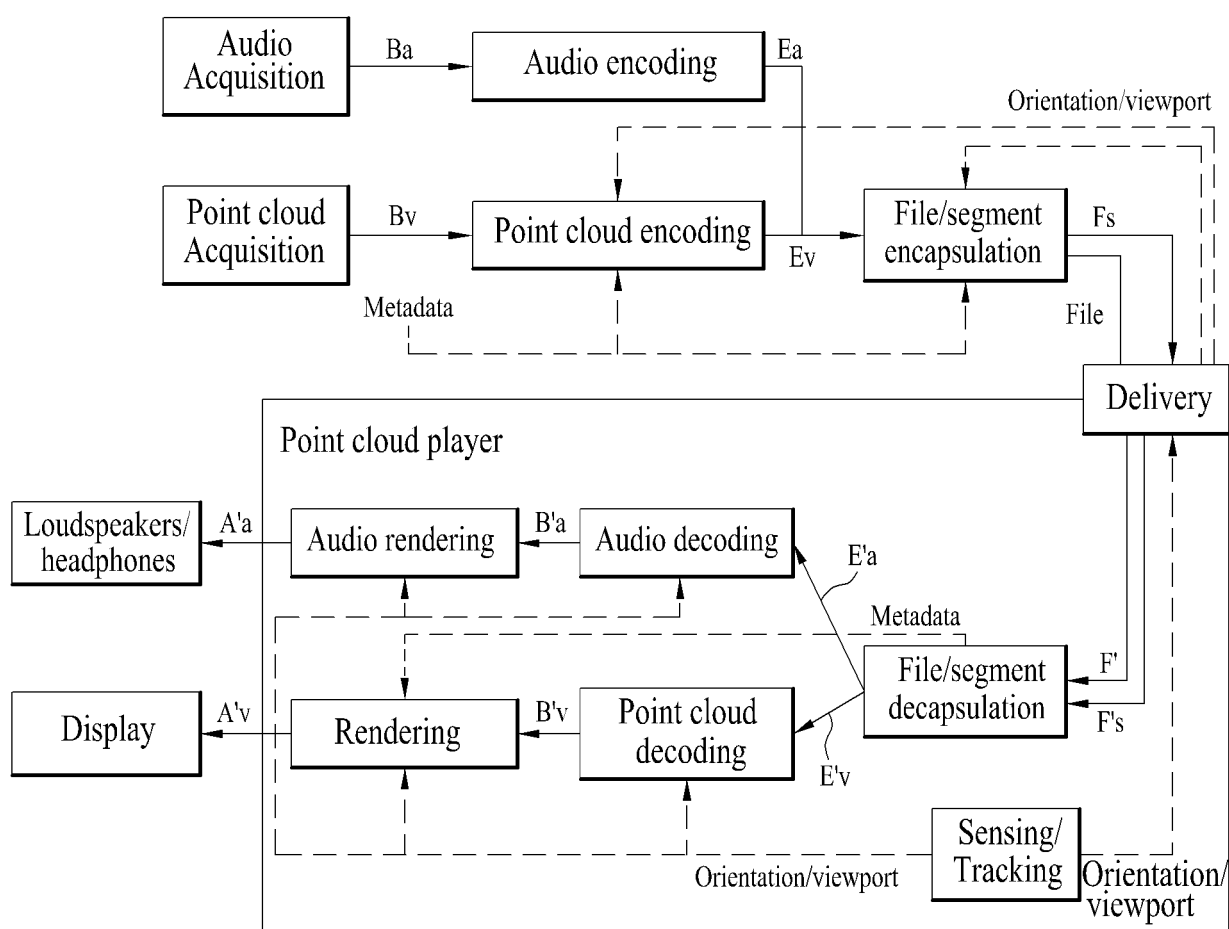 Audio
Acquisition
Ba
Audio encoding
Ea
Orientation/viewport
Point cloud
Acquisition
Bv
Point cloud encoding
Ev
File/segment
encapsulation
Fs
File
Metadata
Delivery
Point cloud player
Loudspeakers/
headphones
A'a
Audio rendering
B'a
Audio decoding
E'a
Metadata
File/segment
decapsulation
F'
F's
Display
A'v
Rendering
B'v
Point cloud
decoding
E'v
Sensing/
Tracking
Orientation/viewport
Orientation/
viewport